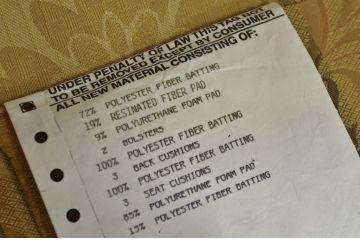 UNDER PENALTY OF LAW THIS TAG NOT
TO BE REMOVED EXCEPT BY CONSUMER
ALL NEW MATERIAL CONSISTING OF:
72% POLYESTER FIBER BATTING
19% RESINATED FIBER PAD
9% POLYURETHANE FOAM PAD
2 BOLSTERS
100% POLYESTER FIBER BATTING
3 BACK CUSHIONS
100% POLYESTER FIBER BATTING
3 SEAT CUSHIONS
85% POLYURETHANE FOAM PAD
15% POLYESTER FIBER BATTING